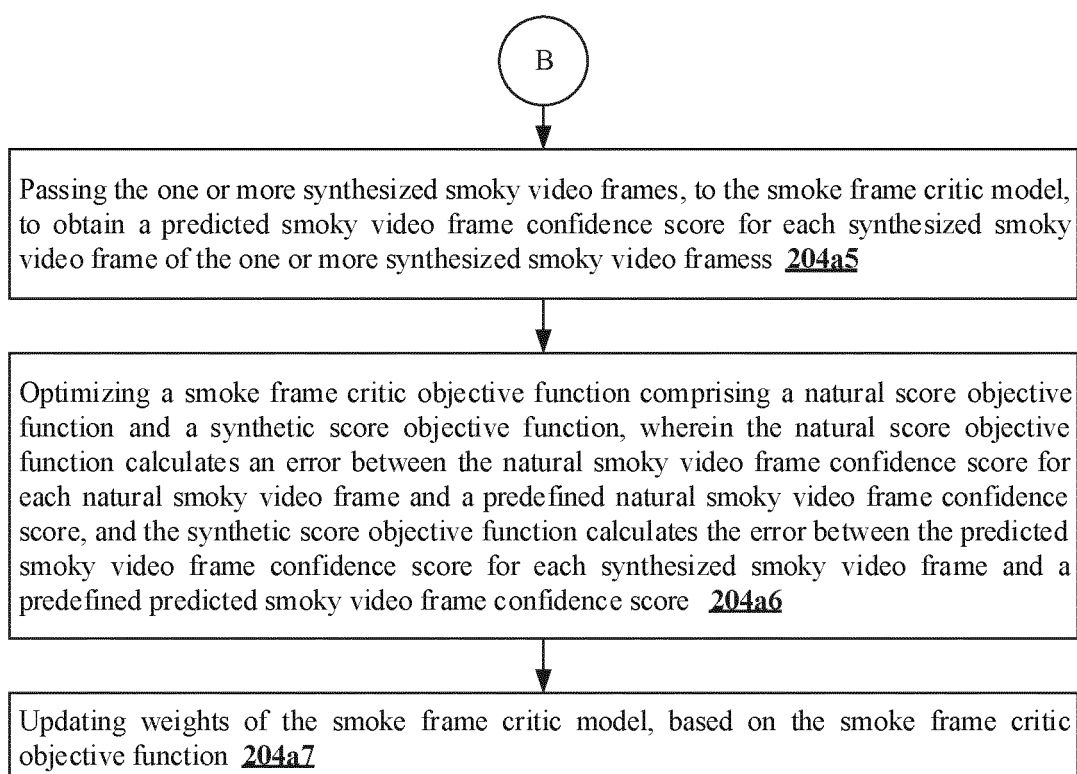 B
Passing the one or more synthesized smoky video frames, to the smoke frame critic model,
to obtain a predicted smoky video frame confidence score for each synthesized smoky
video frame of the one or more synthesized smoky video framess 204a5
Optimizing a smoke frame critic objective function comprising a natural score objective
function and a synthetic score objective function, wherein the natural score objective
function calculates an error between the natural smoky video frame confidence score for
each natural smoky video frame and a predefined natural smoky video frame confidence
score, and the synthetic score objective function calculates the error between the predicted
smoky video frame confidence score for each synthesized smoky video frame and a
predefined predicted smoky video frame confidence score 204a6
Updating weights of the smoke frame critic model, based on the smoke frame critic
objective function 204a7